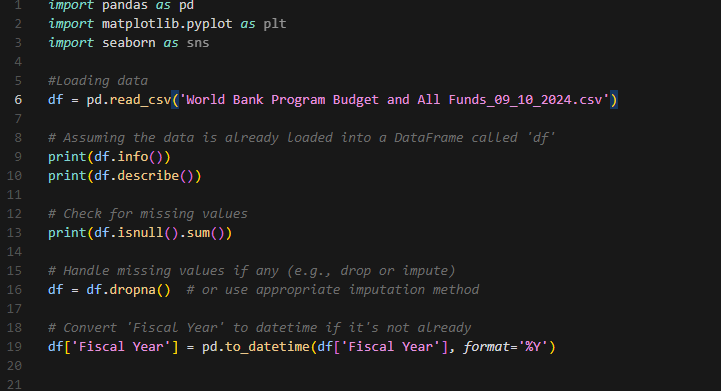 1 import pandas as pd
2 import matplotlib.pyplot as plt
3 import seaborn as sns
4
5 #Loading data
6 df = pd.read_csv('World Bank Program Budget and All Funds_09_10_2024.csv')
7
8 # Assuming the data is already loaded into a DataFrame called 'df'
9 print(df.info())
10 print(df.describe())
11
12 # Check for missing values
13 print(df.isnull().sum())
14
15 # Handle missing values if any (e.g., drop or impute)
16 df = df.dropna()  # or use appropriate imputation method
17
18 # Convert 'Fiscal Year' to datetime if it's not already
19 df['Fiscal Year'] = pd.to_datetime(df['Fiscal Year'], format='%Y')
20
21